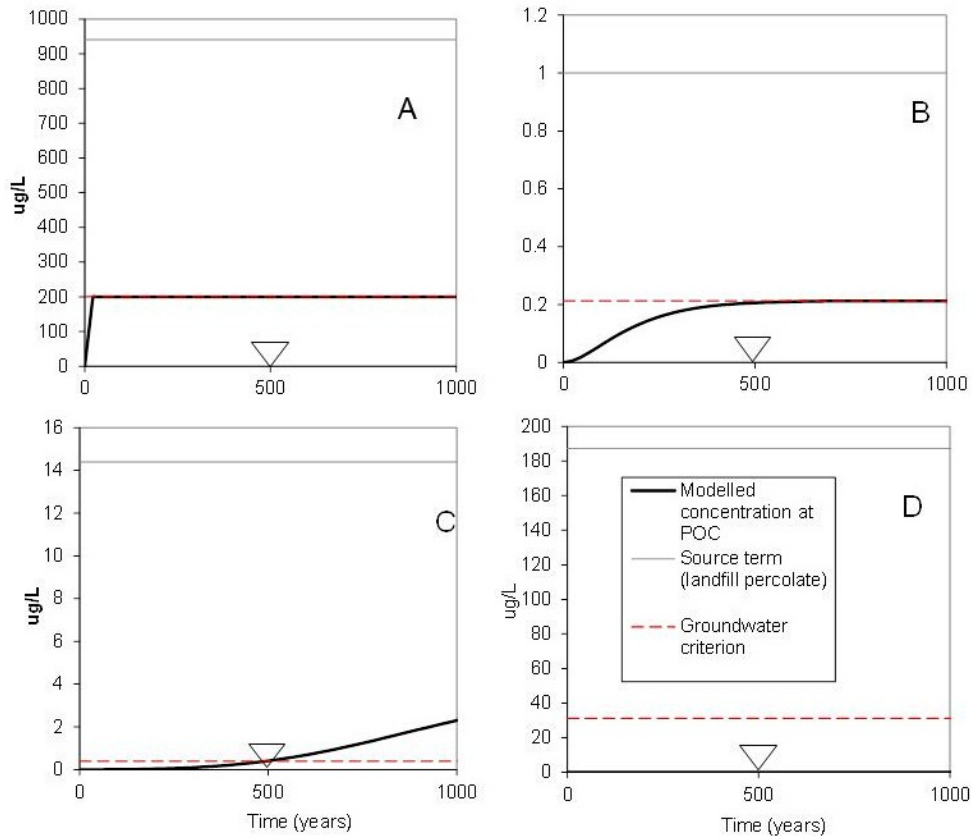 1000
900
800
700
600
500
400
300
200
100
0
ug/L
A
0 500 1000
1.2
1
0.8
0.6
0.4
0.2
0
B
0 500 1000
16
14
12
10
8
6
4
2
0
ug/L
C
0 500 1000
Time (years)
200
180
160
140
120
100
80
60
40
20
0
ug/L
D
Modelled
concentration at
POC
Source term
(landfill percolate)
Groundwater
criterion
0 500 1000
Time (years)